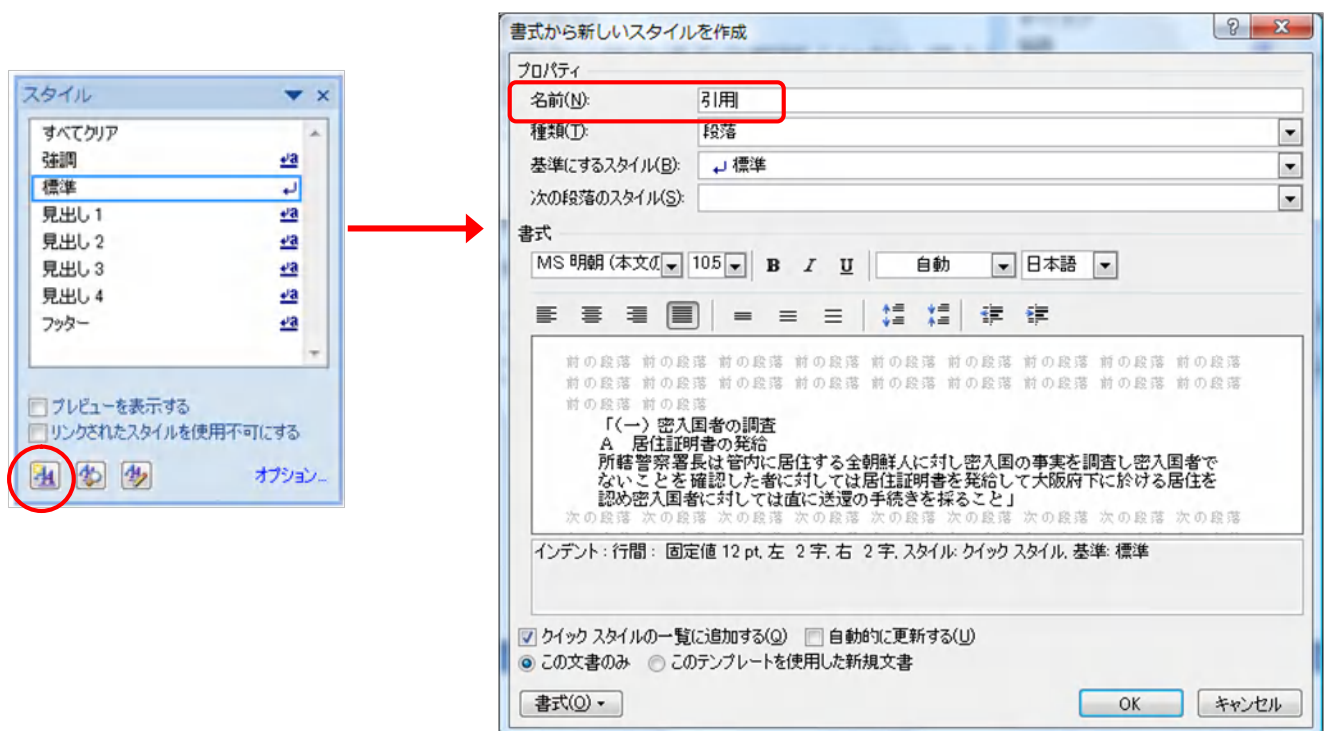 スタイル
すべてクリア
強調
標準
見出し 1
見出し 2
見出し 3
見出し 4
フッター
プレビューを表示する
リンクされたスタイルを使用不可にする
オプション...
書式から新しいスタイルを作成
プロパティ
名前(N): 引用
種類(T): 段落
基準にするスタイル(B): 標準
次の段落のスタイル(S):
書式
MS 明朝 (本文の 10.5 B I U 自動 日本語
前の段落 前の段落 前の段落 前の段落 前の段落 前の段落 前の段落 前の段落 前の段落
前の段落 前の段落 前の段落 前の段落 前の段落 前の段落 前の段落 前の段落 前の段落
前の段落 前の段落
「(一) 密入国者の調査
A 居住証明書の発給
所轄警察署長は管内に居住する全朝鮮人に対し密入国の事実を調査し密入国者で
ないことを確認した者に対しては居住証明書を発給して大阪府下に於ける居住を
認め密入国者に対しては直に送還の手続きを採ること」
次の段落 次の段落 次の段落 次の段落 次の段落 次の段落 次の段落 次の段落 次の段落
インデント : 行間 : 固定値 12 pt, 左 2 字, 右 2 字, スタイル: クイック スタイル, 基準: 標準
クイック スタイルの一覧に追加する(Q) 自動的に更新する(U)
この文書のみ このテンプレートを使用した新規文書
書式(O)
OK キャンセル